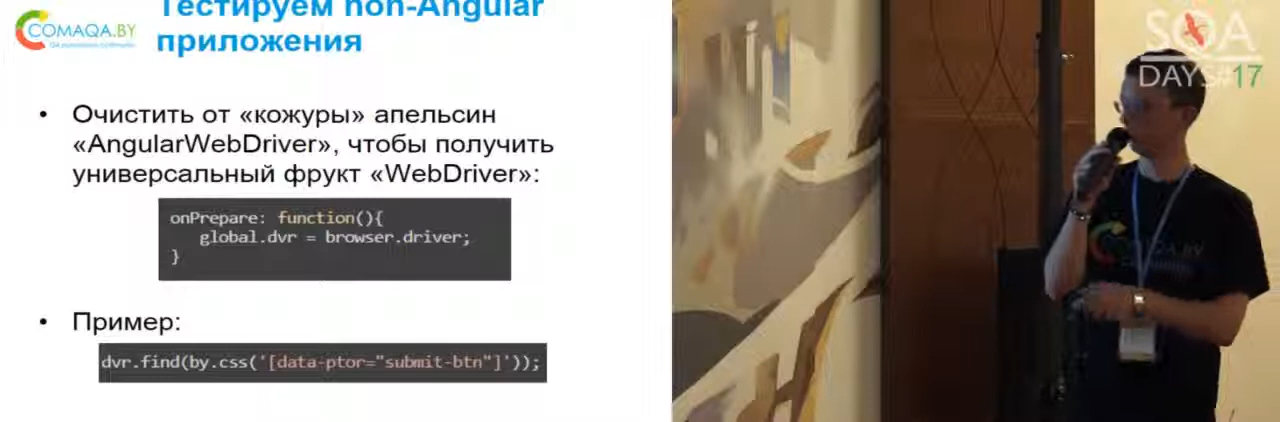 COMAQA.BY
Тестируем non-Angular
приложения
• Очистить от «кожуры» апельсин
«AngularWebDriver», чтобы получить
универсальный фрукт «WebDriver»:
onPrepare: function(){
global.dvr = browser.driver;
}
• Пример:
dvr.find(by.css('[data-ptor="submit-btn"]'));
SQA
DAYS#17